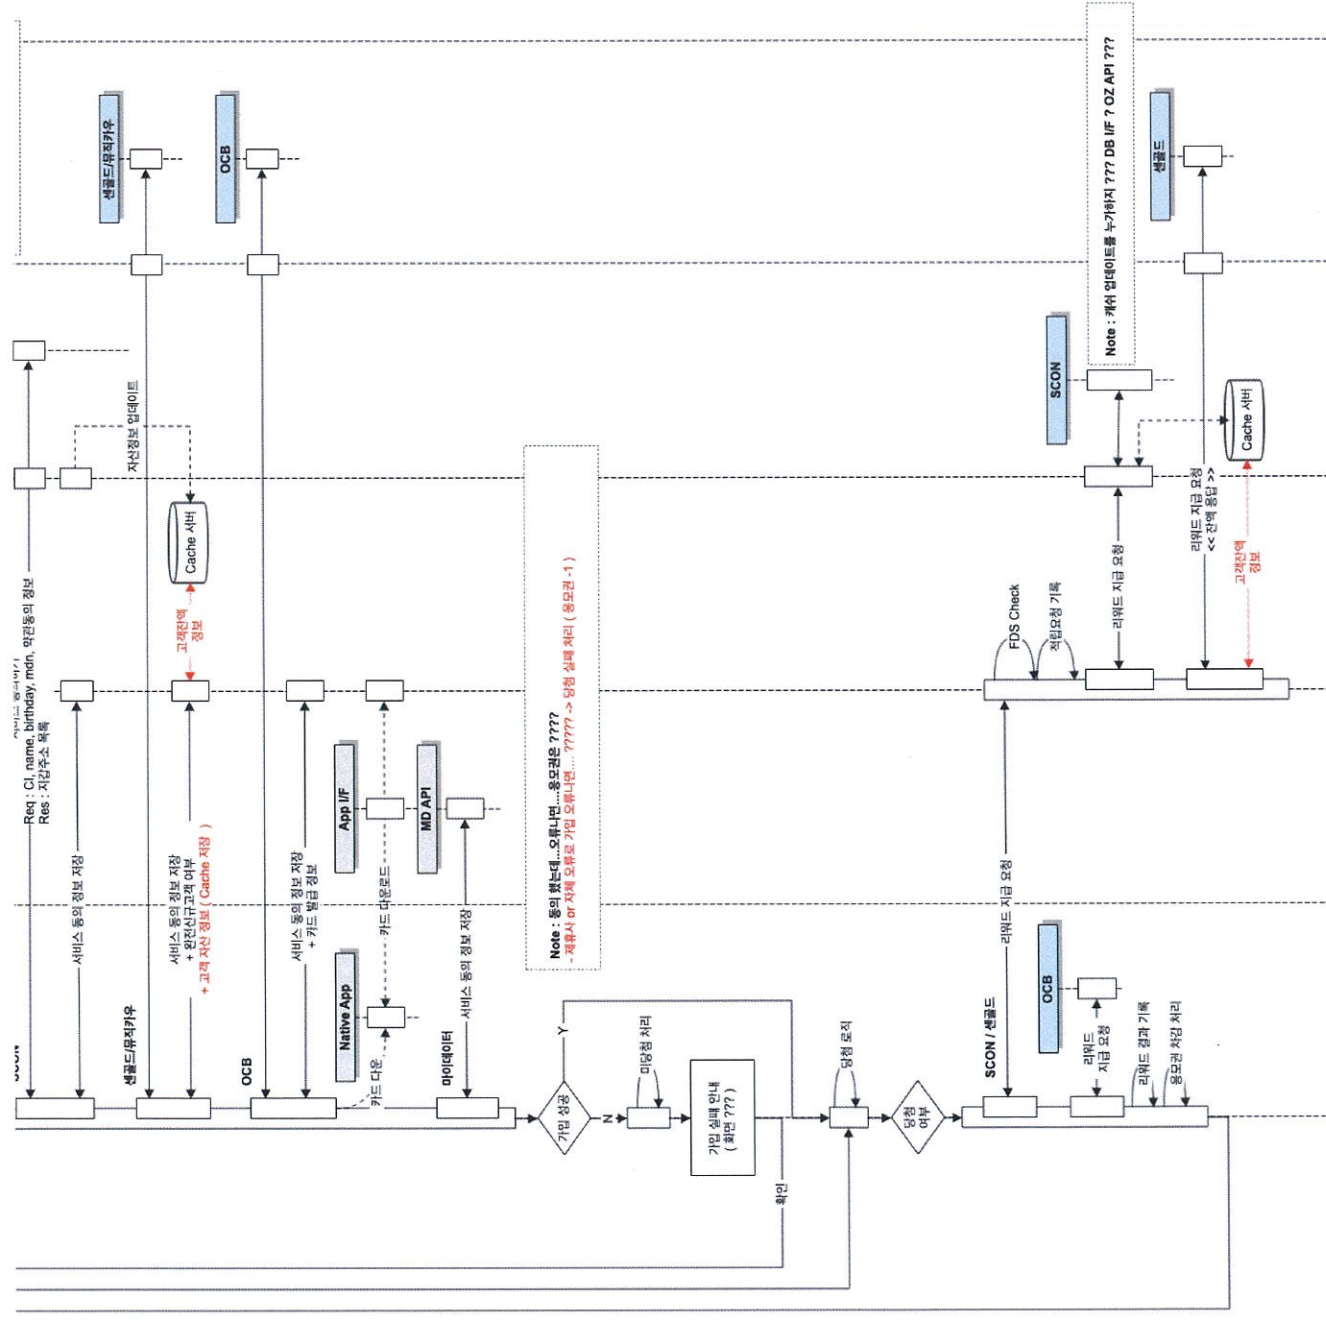 SCON
Req : CI, name, birthday, mdn, 약관동의 정보
Res : 지갑주소 목록
서비스 동의 정보 저장
센골드/뮤직카우
센골드/뮤직카우
자산정보 업데이트
서비스 동의 정보 저장
+ 완전신규고객 여부
+ 고객 자산 정보 ( Cache 저장 )
고객잔액
정보
Cache 서버
OCB
OCB
서비스 동의 정보 저장
+ 카드 발급 정보
Native App
App I/F
카드 다운
카드 다운로드
MD API
마이데이터
서비스 동의 정보 저장
Note : 동의 했는데...오류나면....응모권은 ????
- 제휴사 or 자체 오류로 가입 오류나면.... ????? -> 당첨 실패 처리 ( 응모권 -1 )
가입 성공
Y
N
미당첨 처리
가입 실패 안내
( 화면 ??? )
확인
당첨 로직
당첨
여부
SCON / 센골드
리워드 지급 요청
FDS Check
적립요청 기록
리워드 지급 요청
SCON
Note : 캐쉬 업데이트를 누가하지 ??? DB I/F ? OZ API ???
센골드
리워드 지급 요청
<< 잔액 응답 >>
고객잔액
정보
Cache 서버
OCB
리워드
지급 요청
리워드 결과 기록
응모권 차감 처리